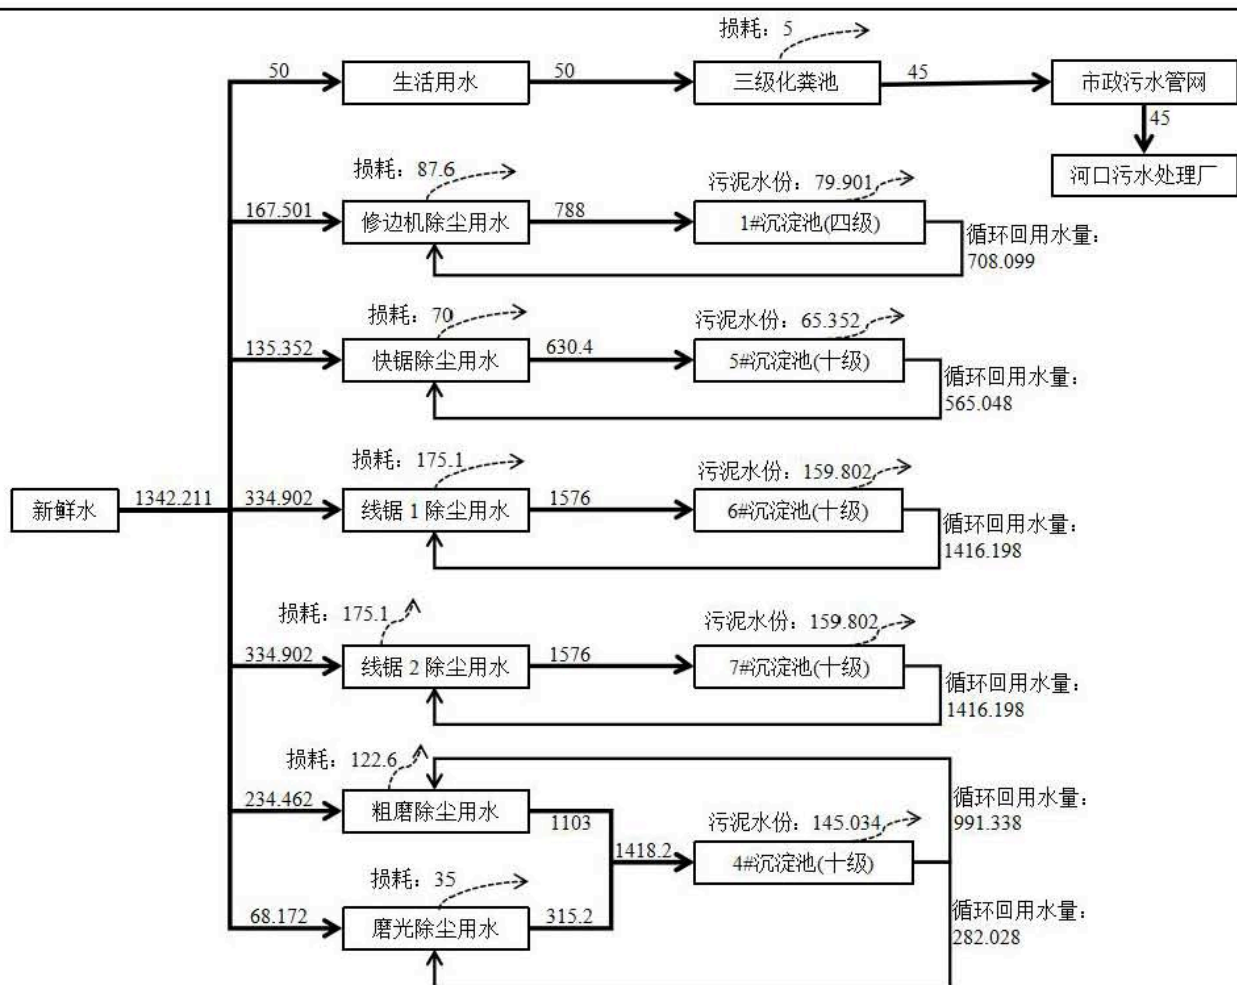 损耗：5
50
生活用水
50
三级化粪池
45
市政污水管网
45
河口污水处理厂
损耗：87.6
污泥水份：79.901
167.501
修边机除尘用水
788
1#沉淀池(四级)
循环回用水量：
708.099
损耗：70
污泥水份：65.352
135.352
快锯除尘用水
630.4
5#沉淀池(十级)
循环回用水量：
565.048
损耗：175.1
污泥水份：159.802
新鲜水
1342.211
334.902
线锯1除尘用水
1576
6#沉淀池(十级)
循环回用水量：
1416.198
损耗：175.1
污泥水份：159.802
334.902
线锯2除尘用水
1576
7#沉淀池(十级)
循环回用水量：
1416.198
损耗：122.6
234.462
粗磨除尘用水
1103
循环回用水量：
991.338
污泥水份：145.034
1418.2
4#沉淀池(十级)
损耗：35
68.172
磨光除尘用水
315.2
循环回用水量：
282.028